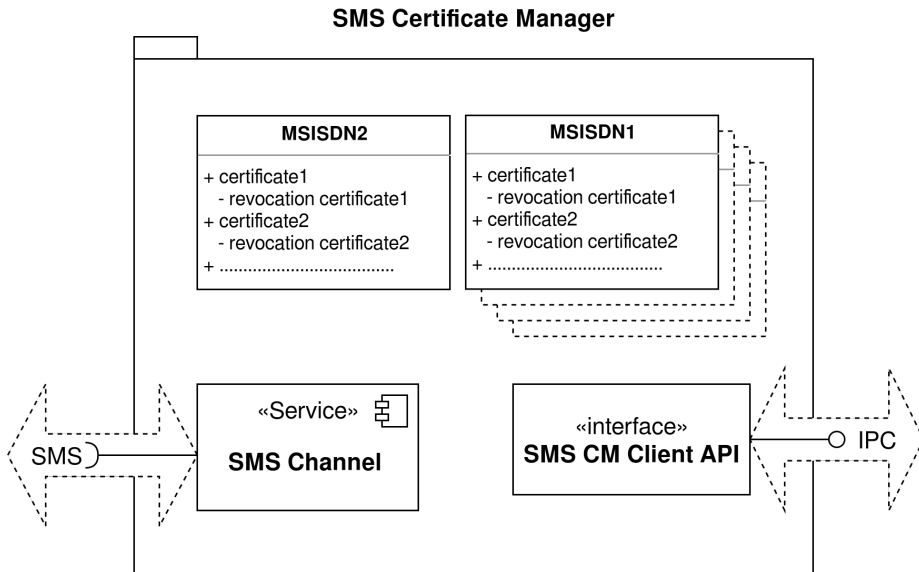 SMS Certificate Manager
MSISDN2
+ certificate1
- revocation certificate1
+ certificate2
- revocation certificate2
+ ....................................
MSISDN1
+ certificate1
- revocation certificate1
+ certificate2
- revocation certificate2
+ ....................................
SMS
«Service»
SMS Channel
«interface»
SMS CM Client API
IPC